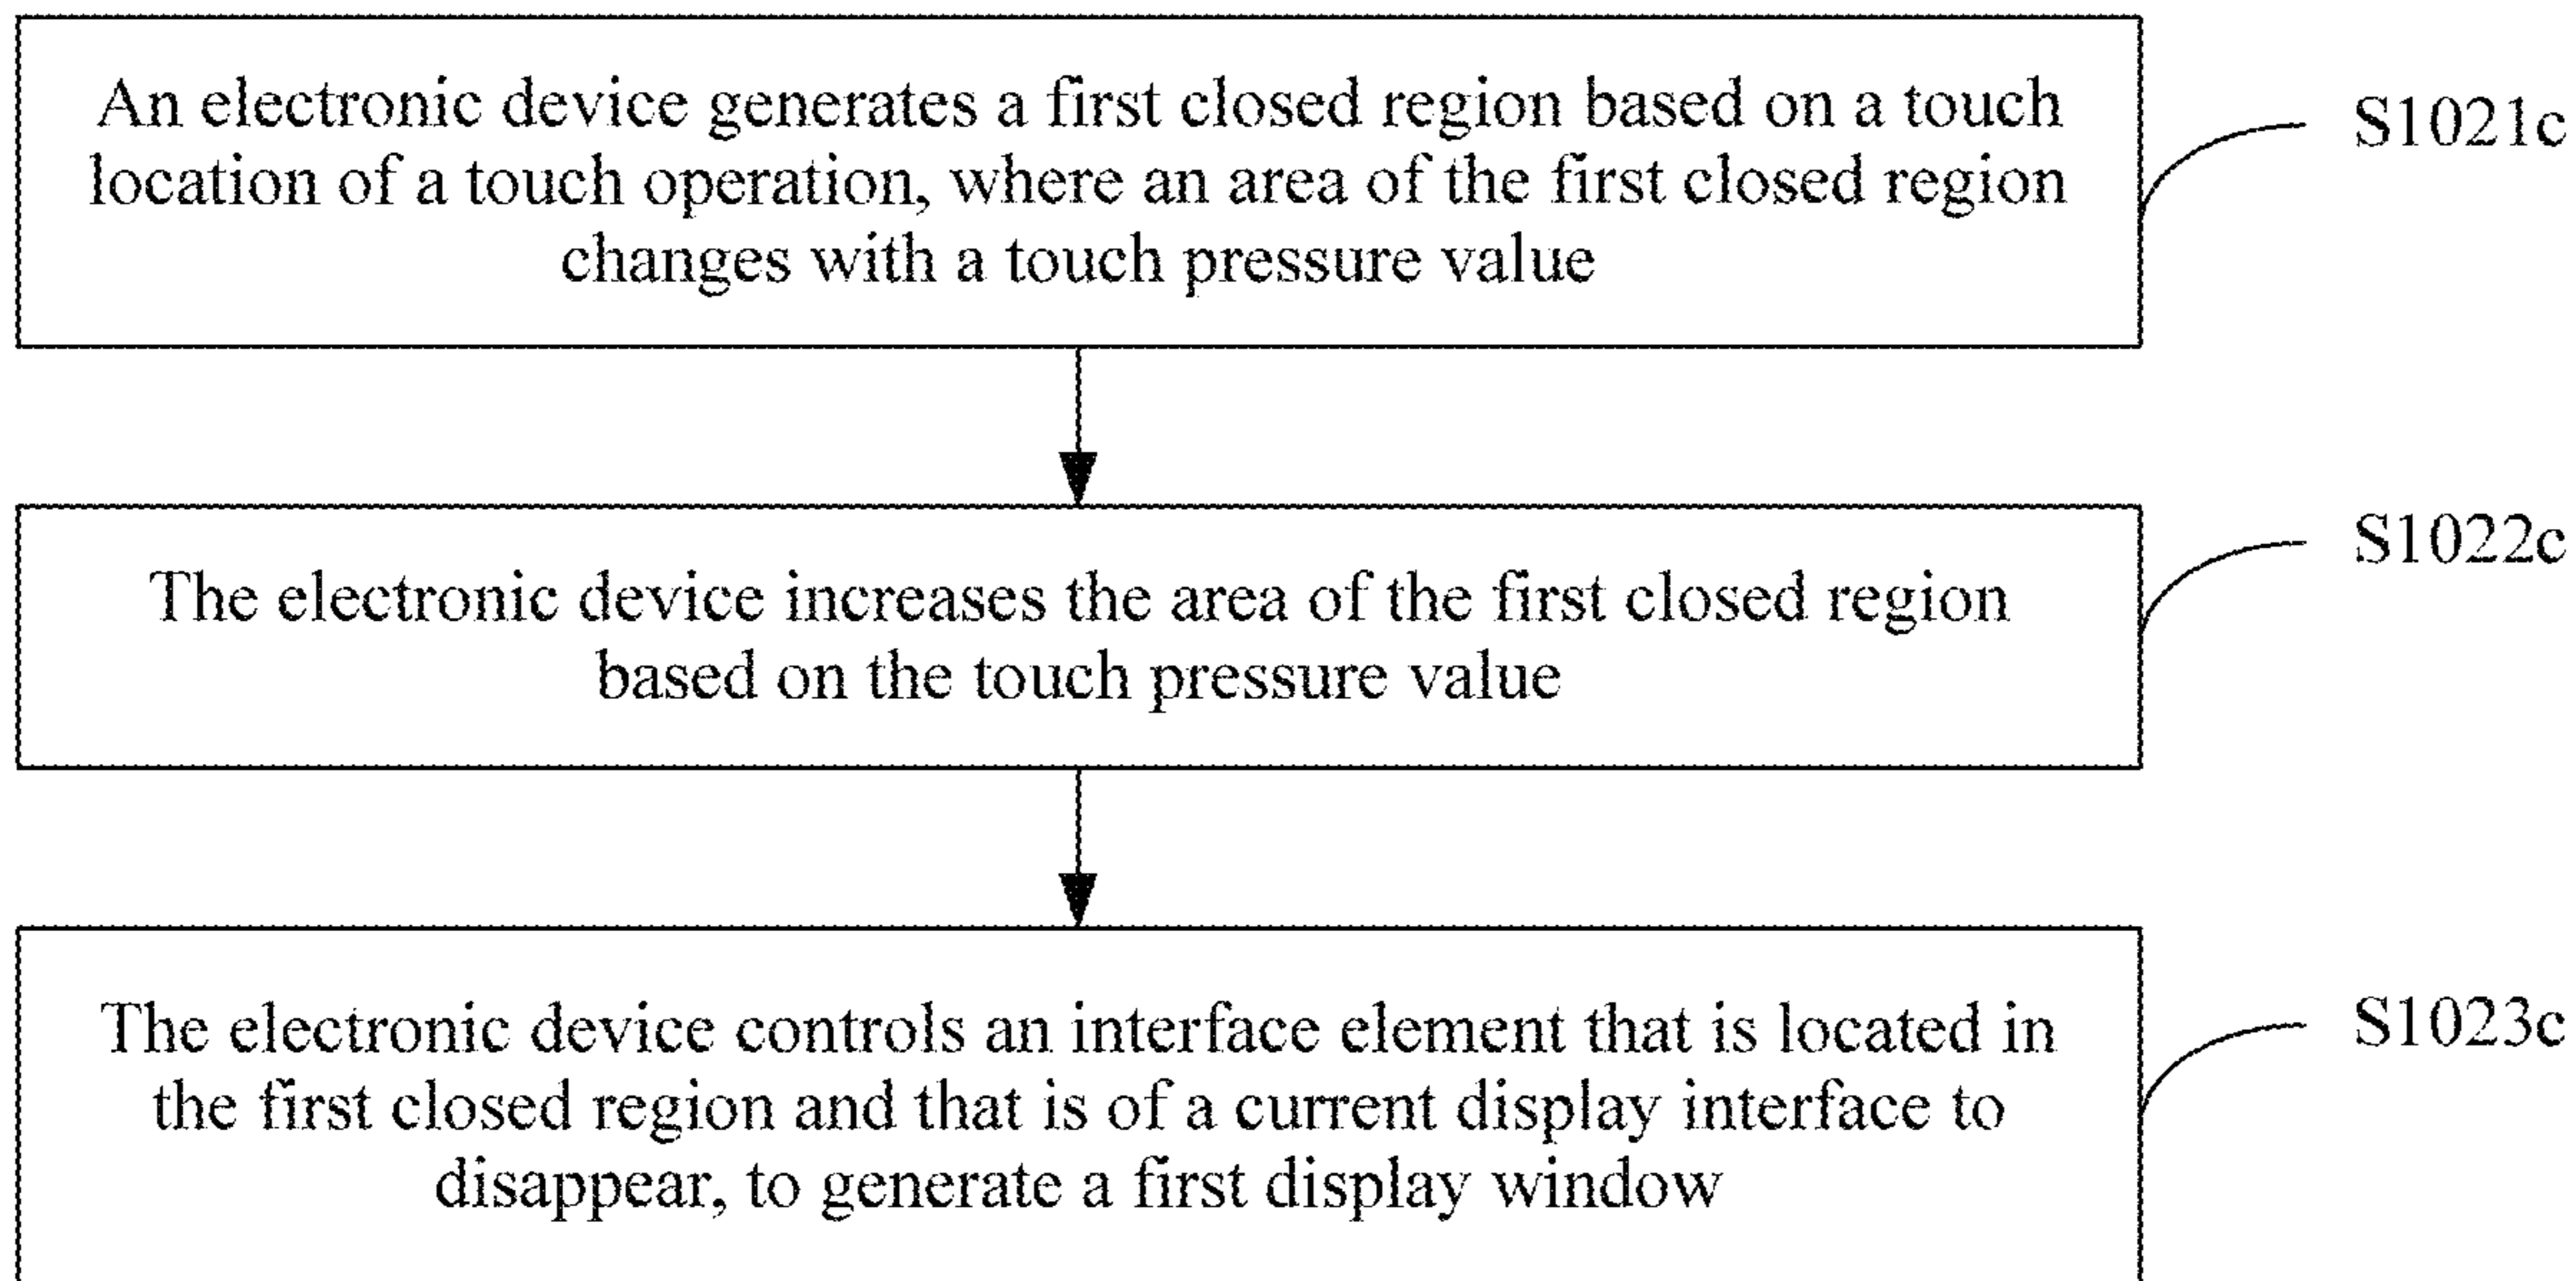 An electronic device generates a first closed region based on a touch
location of a touch operation, where an area of the first closed region
changes with a touch pressure value
S1021c
The electronic device increases the area of the first closed region
based on the touch pressure value
S1022c
The electronic device controls an interface element that is located in
the first closed region and that is of a current display interface to
disappear, to generate a first display window
S1023c